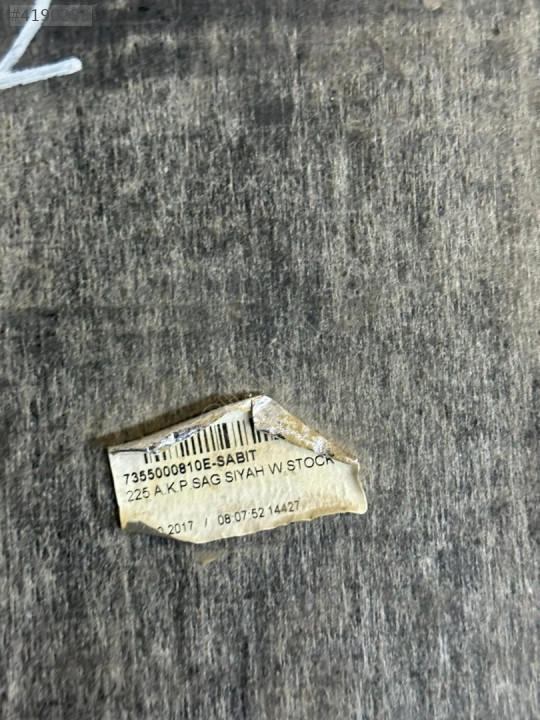 7355000810E-SABIT
225 A.K.P SAG SIYAH W STOCK
2017 / 08:07:52 14427